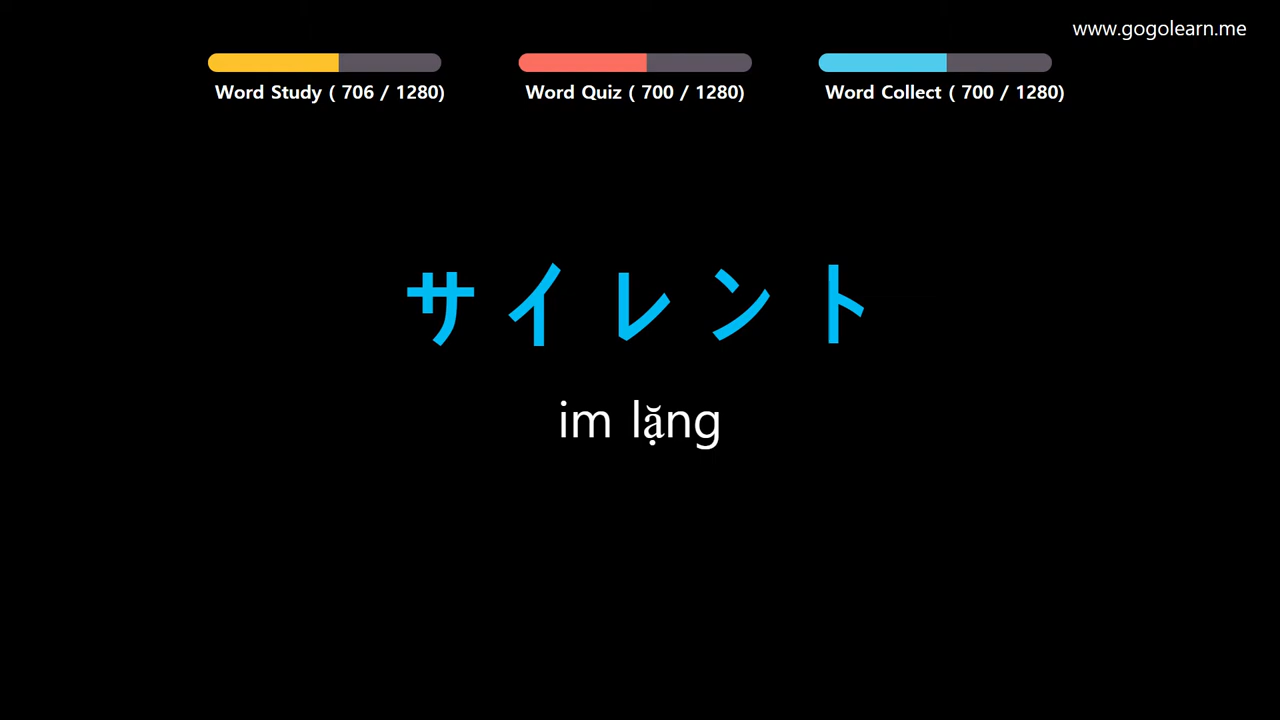 www.gogolearn.me
Word Study ( 706 / 1280)
Word Quiz ( 700 / 1280)
Word Collect ( 700 / 1280)
サイレント
im lặng